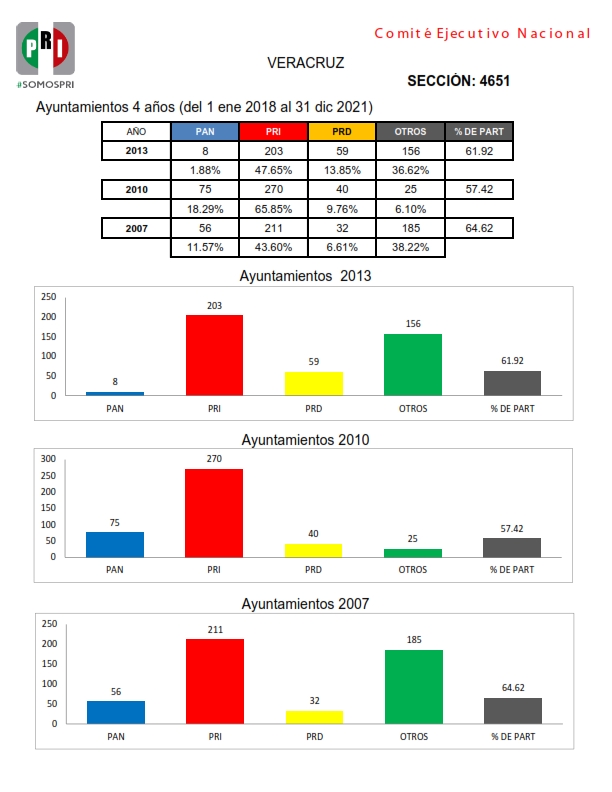 Comité Ejecutivo Nacional
PRI
#SOMOSPRI
VERACRUZ
SECCIÓN: 4651
Ayuntamientos 4 años (del 1 ene 2018 al 31 dic 2021)
AÑO PAN PRI PRD OTROS % DE PART
2013 8 203 59 156 61.92
1.88% 47.65% 13.85% 36.62%
2010 75 270 40 25 57.42
18.29% 65.85% 9.76% 6.10%
2007 56 211 32 185 64.62
11.57% 43.60% 6.61% 38.22%
Ayuntamientos 2013
250
200
150
100
50
0
8
203
59
156
61.92
PAN PRI PRD OTROS % DE PART
Ayuntamientos 2010
300
250
200
150
100
50
0
75
270
40
25
57.42
PAN PRI PRD OTROS % DE PART
Ayuntamientos 2007
250
200
150
100
50
0
56
211
32
185
64.62
PAN PRI PRD OTROS % DE PART